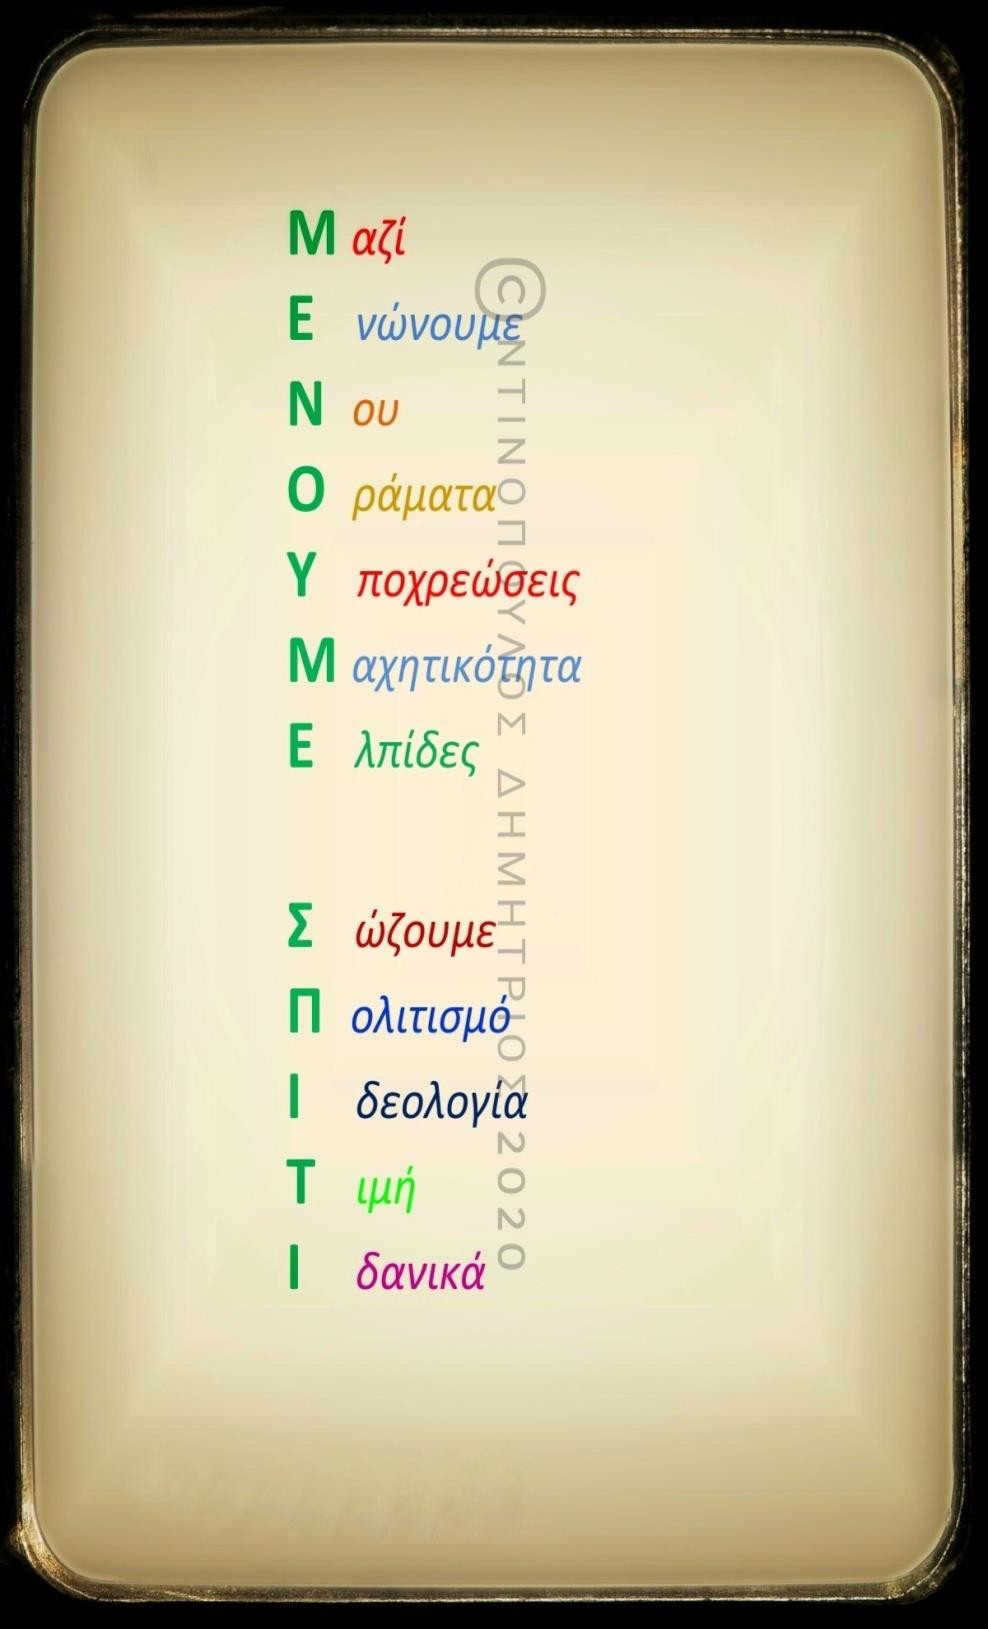 Μ αζί
Ε νώνουμε
Ν ου
Ο ράματα
Υ ποχρεώσεις
Μ αχητικότητα
Ε λπίδες
Σ ώζουμε
Π ολιτισμό
Ι δεολογία
Τ ιμή
Ι δανικά
© ΝΤΙΝΟΠΟΥΛΟΣ ΔΗΜΗΤΡΙΟΣ 2020